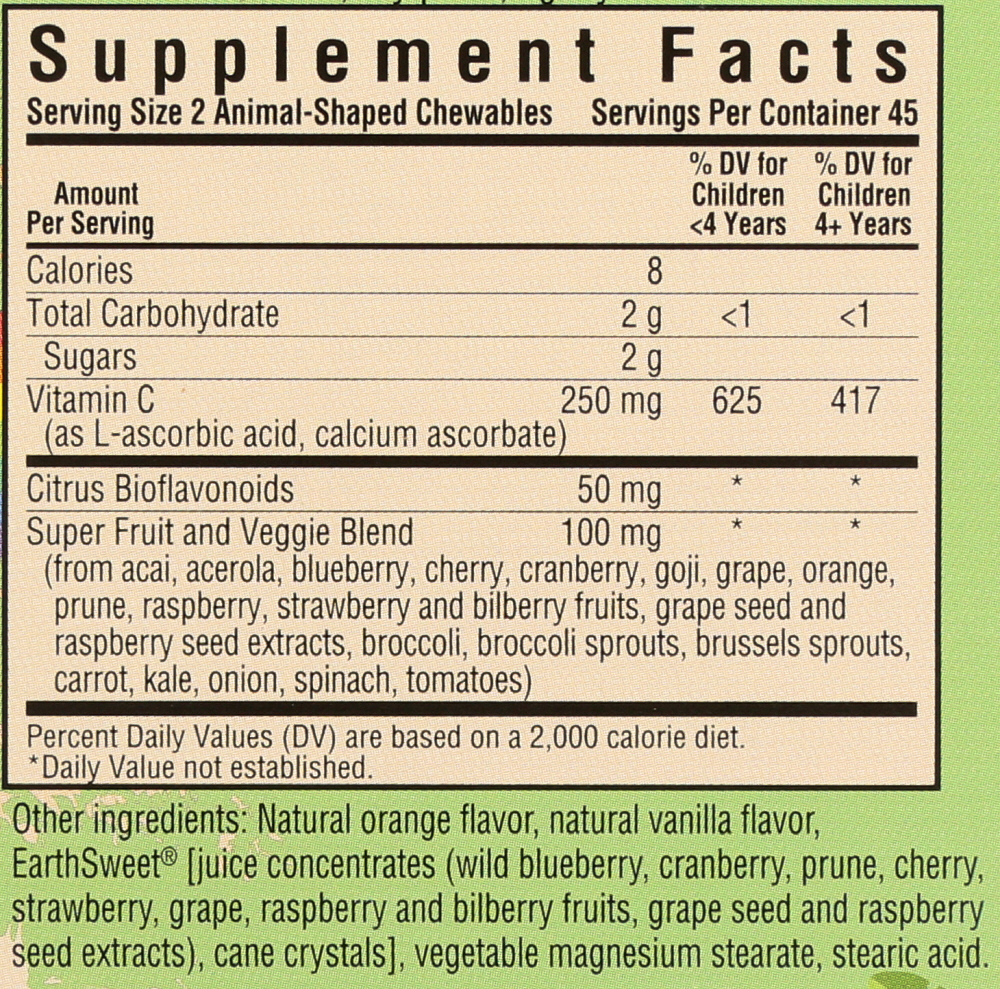 Supplement Facts
Serving Size 2 Animal-Shaped Chewables Servings Per Container 45
Amount Per Serving % DV for Children <4 Years % DV for Children 4+ Years
Calories 8
Total Carbohydrate 2 g <1 <1
Sugars 2 g
Vitamin C 250 mg 625 417
(as L-ascorbic acid, calcium ascorbate)
Citrus Bioflavonoids 50 mg * *
Super Fruit and Veggie Blend 100 mg * *
(from acai, acerola, blueberry, cherry, cranberry, goji, grape, orange,
prune, raspberry, strawberry and bilberry fruits, grape seed and
raspberry seed extracts, broccoli, broccoli sprouts, brussels sprouts,
carrot, kale, onion, spinach, tomatoes)
Percent Daily Values (DV) are based on a 2,000 calorie diet.
*Daily Value not established.
Other ingredients: Natural orange flavor, natural vanilla flavor,
EarthSweet® [juice concentrates (wild blueberry, cranberry, prune, cherry,
strawberry, grape, raspberry and bilberry fruits, grape seed and raspberry
seed extracts), cane crystals], vegetable magnesium stearate, stearic acid.